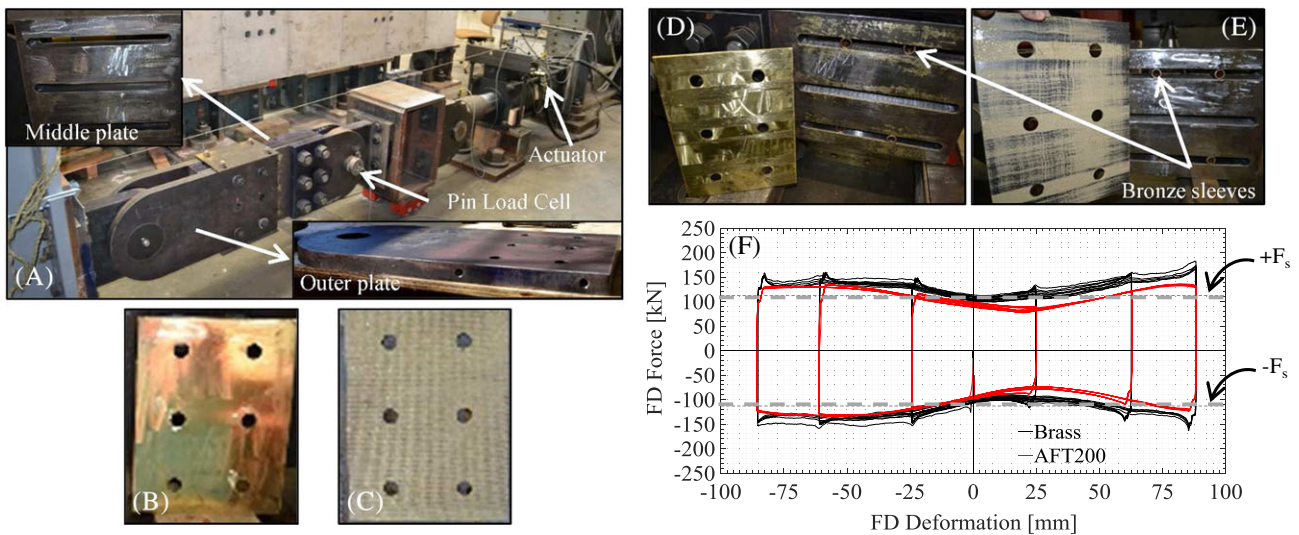 Middle plate
Actuator
Pin Load Cell
(A)
Outer plate
(B)
(C)
(D)
(E)
Bronze sleeves
(F)
250
200
150
100
50
0
-50
-100
-150
-200
-250
FD Force [kN]
+Fs
-Fs
Brass
AFT200
-100
-75
-50
-25
0
25
50
75
100
FD Deformation [mm]